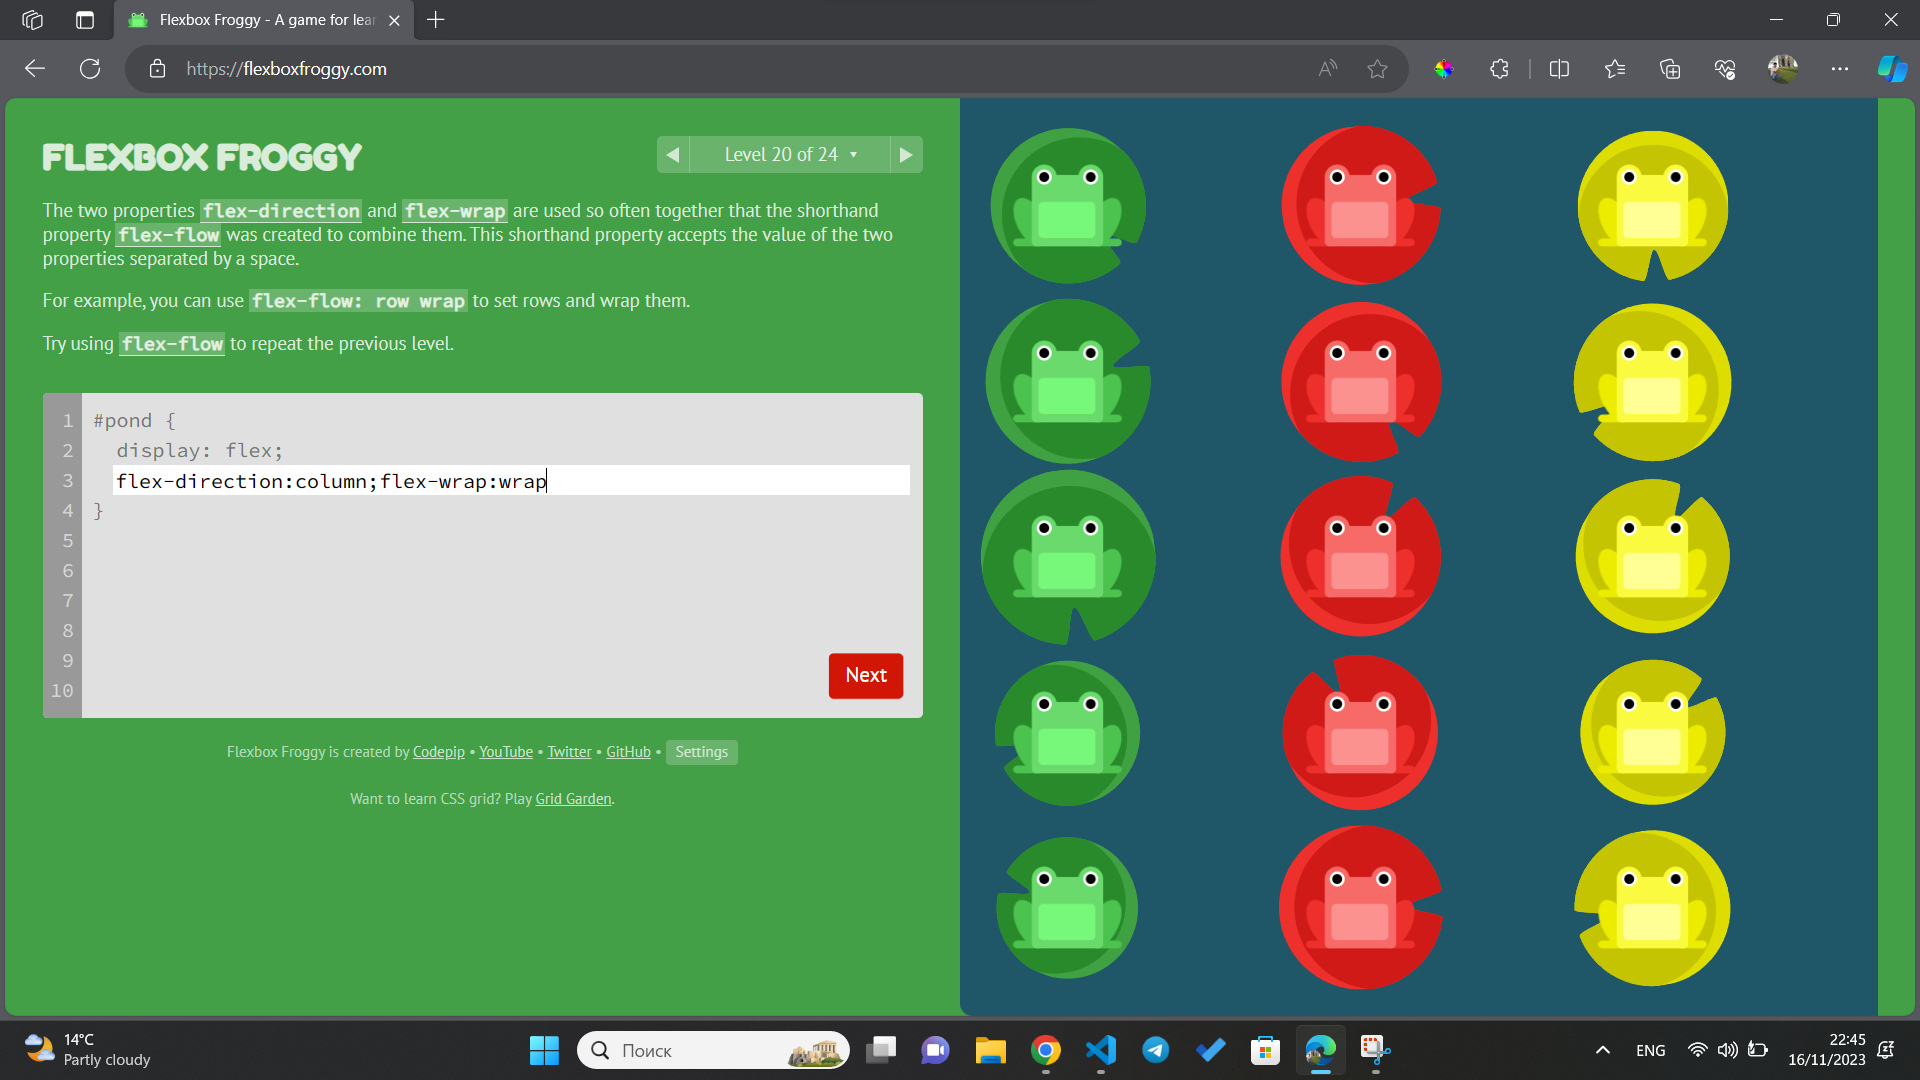 Flexbox Froggy - A game for lear
https://flexboxfroggy.com
FLEXBOX FROGGY
Level 20 of 24
The two properties flex-direction and flex-wrap are used so often together that the shorthand
property flex-flow was created to combine them. This shorthand property accepts the value of the two
properties separated by a space.
For example, you can use flex-flow: row wrap to set rows and wrap them.
Try using flex-flow to repeat the previous level.
1 #pond {
2 display: flex;
3 flex-direction:column;flex-wrap:wrap
4 }
5
6
7
8
9
10
Next
Flexbox Froggy is created by Codepip • YouTube • Twitter • GitHub • Settings
Want to learn CSS grid? Play Grid Garden.
14°C
Partly cloudy
Поиск
ENG
22:45
16/11/2023